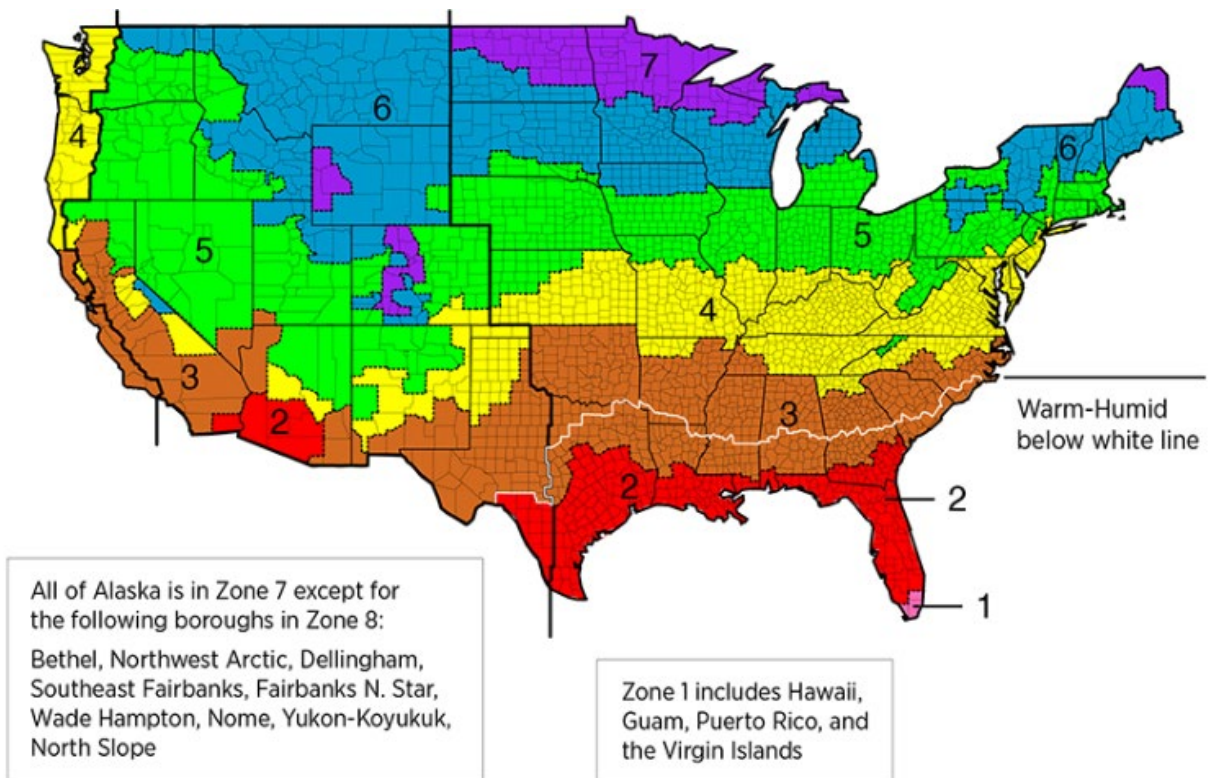 7
6
4
6
5
5
4
3
3
2
2
Warm-Humid
below white line
2
1
All of Alaska is in Zone 7 except for
the following boroughs in Zone 8:
Bethel, Northwest Arctic, Dellingham,
Southeast Fairbanks, Fairbanks N. Star,
Wade Hampton, Nome, Yukon-Koyukuk,
North Slope
Zone 1 includes Hawaii,
Guam, Puerto Rico, and
the Virgin Islands